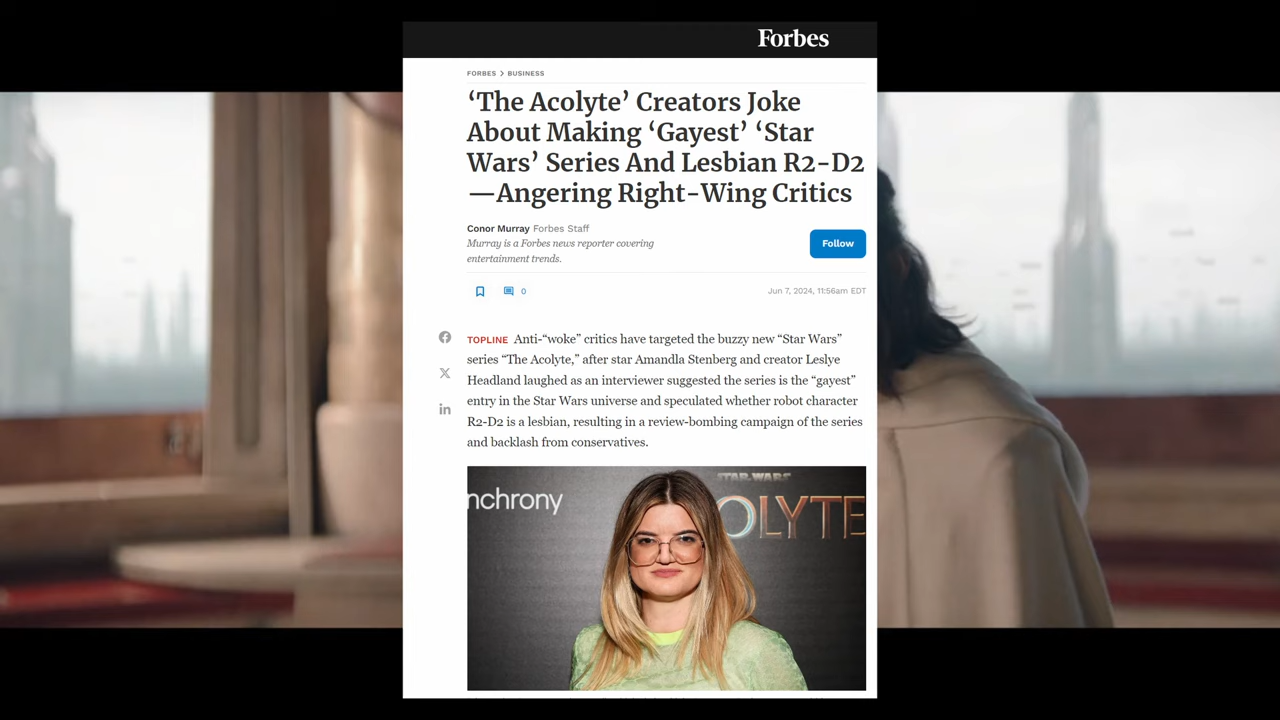 Forbes
FORBES > BUSINESS
‘The Acolyte’ Creators Joke
About Making ‘Gayest’ ‘Star
Wars’ Series And Lesbian R2-D2
—Angering Right-Wing Critics
Conor Murray Forbes Staff
Murray is a Forbes news reporter covering
entertainment trends.
Follow
0
Jun 7, 2024, 11:56am EDT
TOPLINE Anti-“woke” critics have targeted the buzzy new “Star Wars”
series “The Acolyte,” after star Amandla Stenberg and creator Leslye
Headland laughed as an interviewer suggested the series is the “gayest”
entry in the Star Wars universe and speculated whether robot character
R2-D2 is a lesbian, resulting in a review-bombing campaign of the series
and backlash from conservatives.
STAR WARS
nchrony
OLYTE